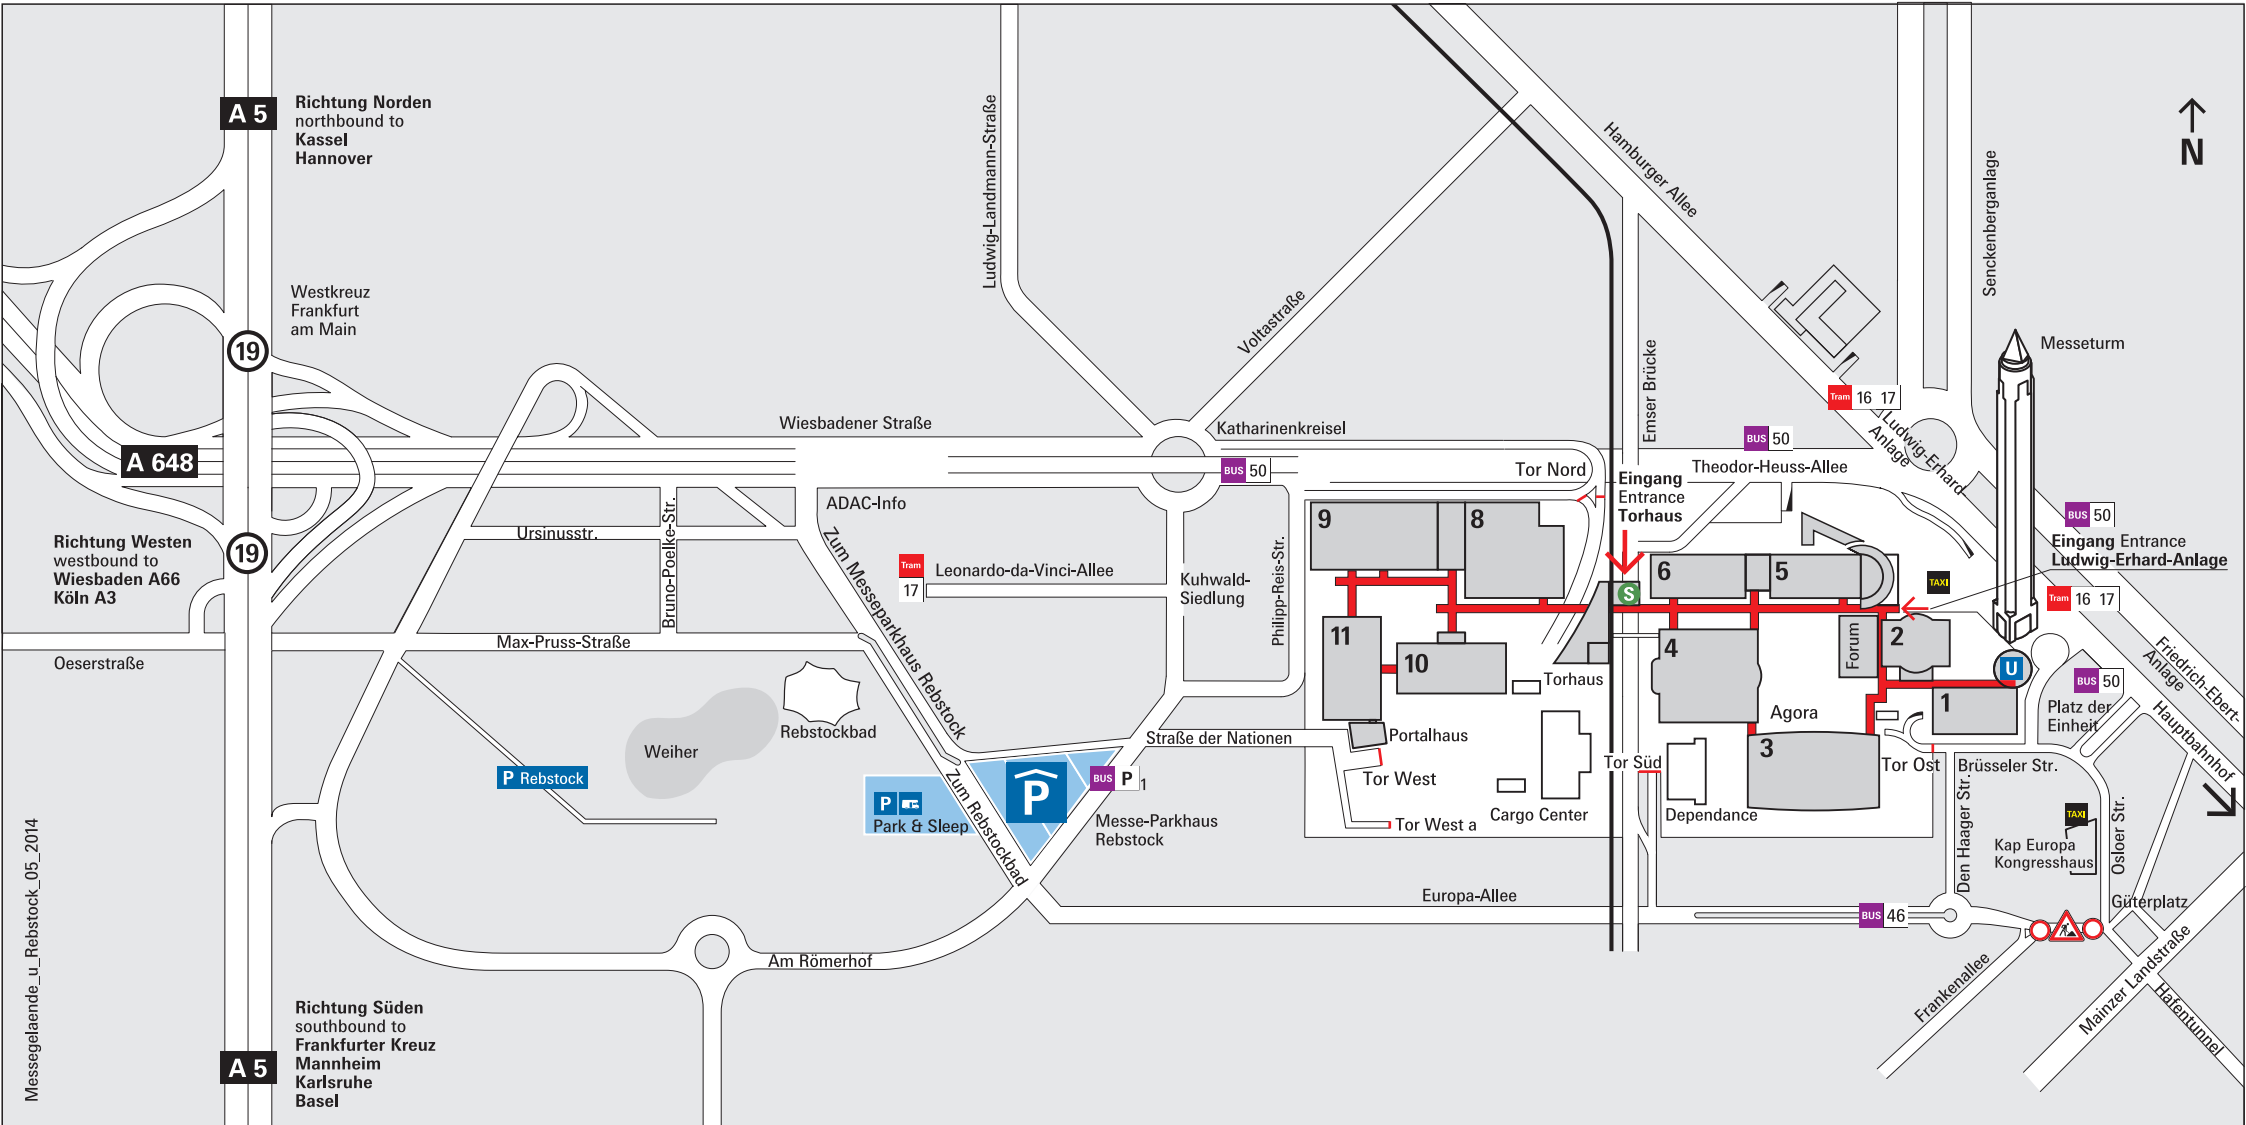 A 5
Richtung Norden
northbound to
Kassel
Hannover
Westkreuz
Frankfurt
am Main
19
A 648
19
Richtung Westen
westbound to
Wiesbaden A66
Köln A3
Oeserstraße
Richtung Süden
southbound to
Frankfurter Kreuz
Mannheim
Karlsruhe
Basel
A 5
Messegelaende_u_Rebstock_05_2014
Wiesbadener Straße
ADAC-Info
Ursinusstr.
Bruno-Poelke-Str.
Max-Pruss-Straße
Zum Messeparkhaus Rebstock
Rebstockbad
Weiher
P Rebstock
P
Park & Sleep
Zum Rebstockbad
P
BUS P 1
Messe-Parkhaus
Rebstock
Am Römerhof
Ludwig-Landmann-Straße
Voltastraße
Katharinenkreisel
BUS 50
Tram
17
Leonardo-da-Vinci-Allee
Kuhwald-
Siedlung
Philipp-Reis-Str.
Straße der Nationen
Tor Nord
9
8
11
10
Torhaus
Portalhaus
Tor West
Tor West a
Cargo Center
Tor Süd
Dependance
Europa-Allee
BUS 46
Hamburger Allee
Senckenberganlage
N
Emser Brücke
Messeturm
Tram 16 17
Ludwig-Erhard-
Anlage
BUS 50
Theodor-Heuss-Allee
Eingang
Entrance
Torhaus
S
6
5
4
Forum
2
1
3
Agora
TAXI
BUS 50
Eingang Entrance
Ludwig-Erhard-Anlage
Tram 16 17
U
BUS 50
Platz der
Einheit
Friedrich-Ebert-
Anlage
Hauptbahnhof
Tor Ost
Brüsseler Str.
Den Haager Str.
TAXI
Kap Europa
Kongresshaus
Osloer Str.
Güterplatz
Frankenallee
Mainzer Landstraße
Hafentunnel